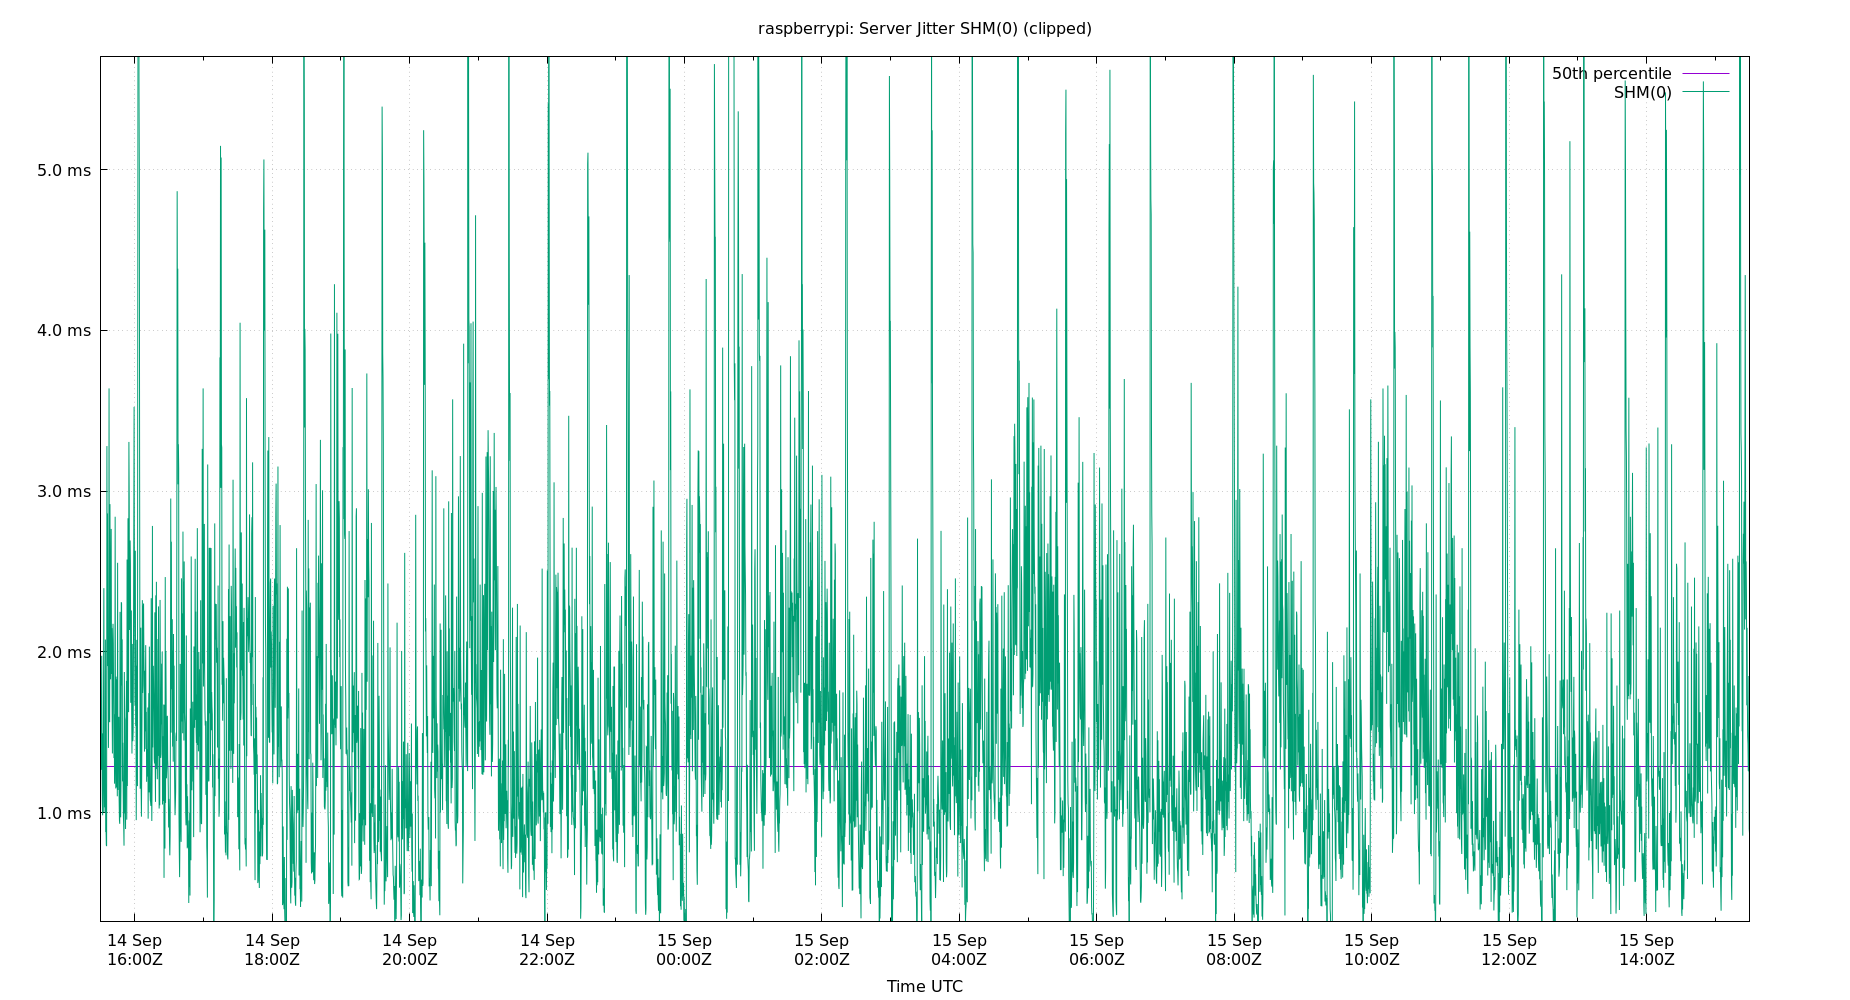 raspberrypi: Server Jitter SHM(0) (clipped)
50th percentile
SHM(0)
5.0 ms
4.0 ms
3.0 ms
2.0 ms
1.0 ms
14 Sep 14 Sep 14 Sep 14 Sep 15 Sep 15 Sep 15 Sep 15 Sep 15 Sep 15 Sep 15 Sep 15 Sep
16:00Z 18:00Z 20:00Z 22:00Z 00:00Z 02:00Z 04:00Z 06:00Z 08:00Z 10:00Z 12:00Z 14:00Z
Time UTC